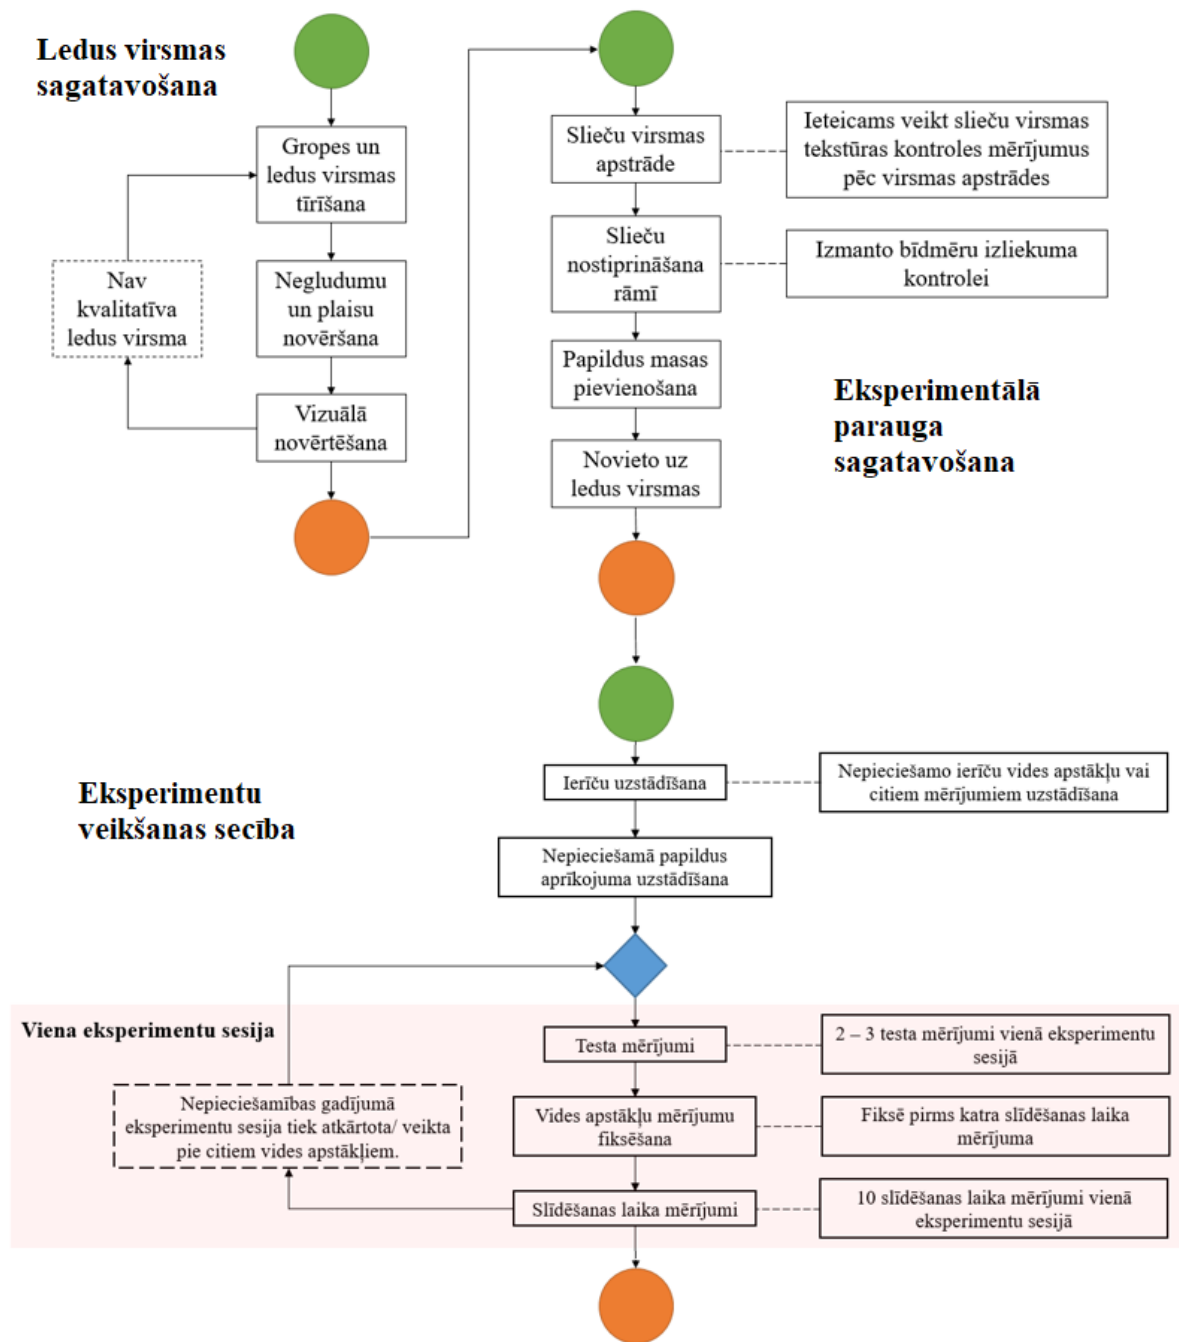 Ledus virsmas
sagatavošana
Gropes un
ledus virsmas
tīrīšana
Negludumu
un plaisu
novēršana
Nav
kvalitatīva
ledus virsma
Vizuālā
novērtēšana
Sliežu virsmas
apstrāde
Ieteicams veikt slieču virsmas
tekstūras kontroles mērījumus
pēc virsmas apstrādes
Slieču
nostiprināšana
rāmī
Izmanto bīdmēru izliekuma
kontrolei
Papildus masas
pievienošana
Novieto uz
ledus virsmas
Eksperimentālā
parauga
sagatavošana
Eksperimentu
veikšanas secība
Ierīču uzstādīšana
Nepieciešamo ierīču vides apstākļu vai
citiem mērījumiem uzstādīšana
Nepieciešamā papildus
aprīkojuma uzstādīšana
Viena eksperimentu sesija
Testa mērījumi
2 – 3 testa mērījumi vienā eksperimentu
sesijā
Nepieciešamības gadījumā
eksperimentu sesija tiek atkārtota/ veikta
pie citiem vides apstākļiem.
Vides apstākļu mērījumu
fiksēšana
Fiksē pirms katra slīdēšanas laika
mērījuma
Slīdēšanas laika mērījumi
10 slīdēšanas laika mērījumi vienā
eksperimentu sesijā